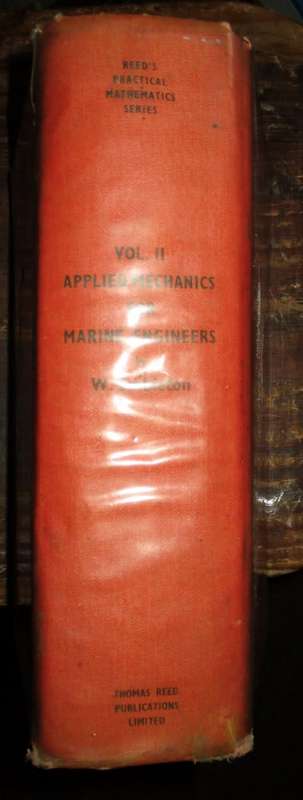 REED'S
PRACTICAL
MATHEMATICS
SERIES
VOL. II
APPLIED MECHANICS
MARINE ENGINEERS
THOMAS REED
PUBLICATIONS
LIMITED